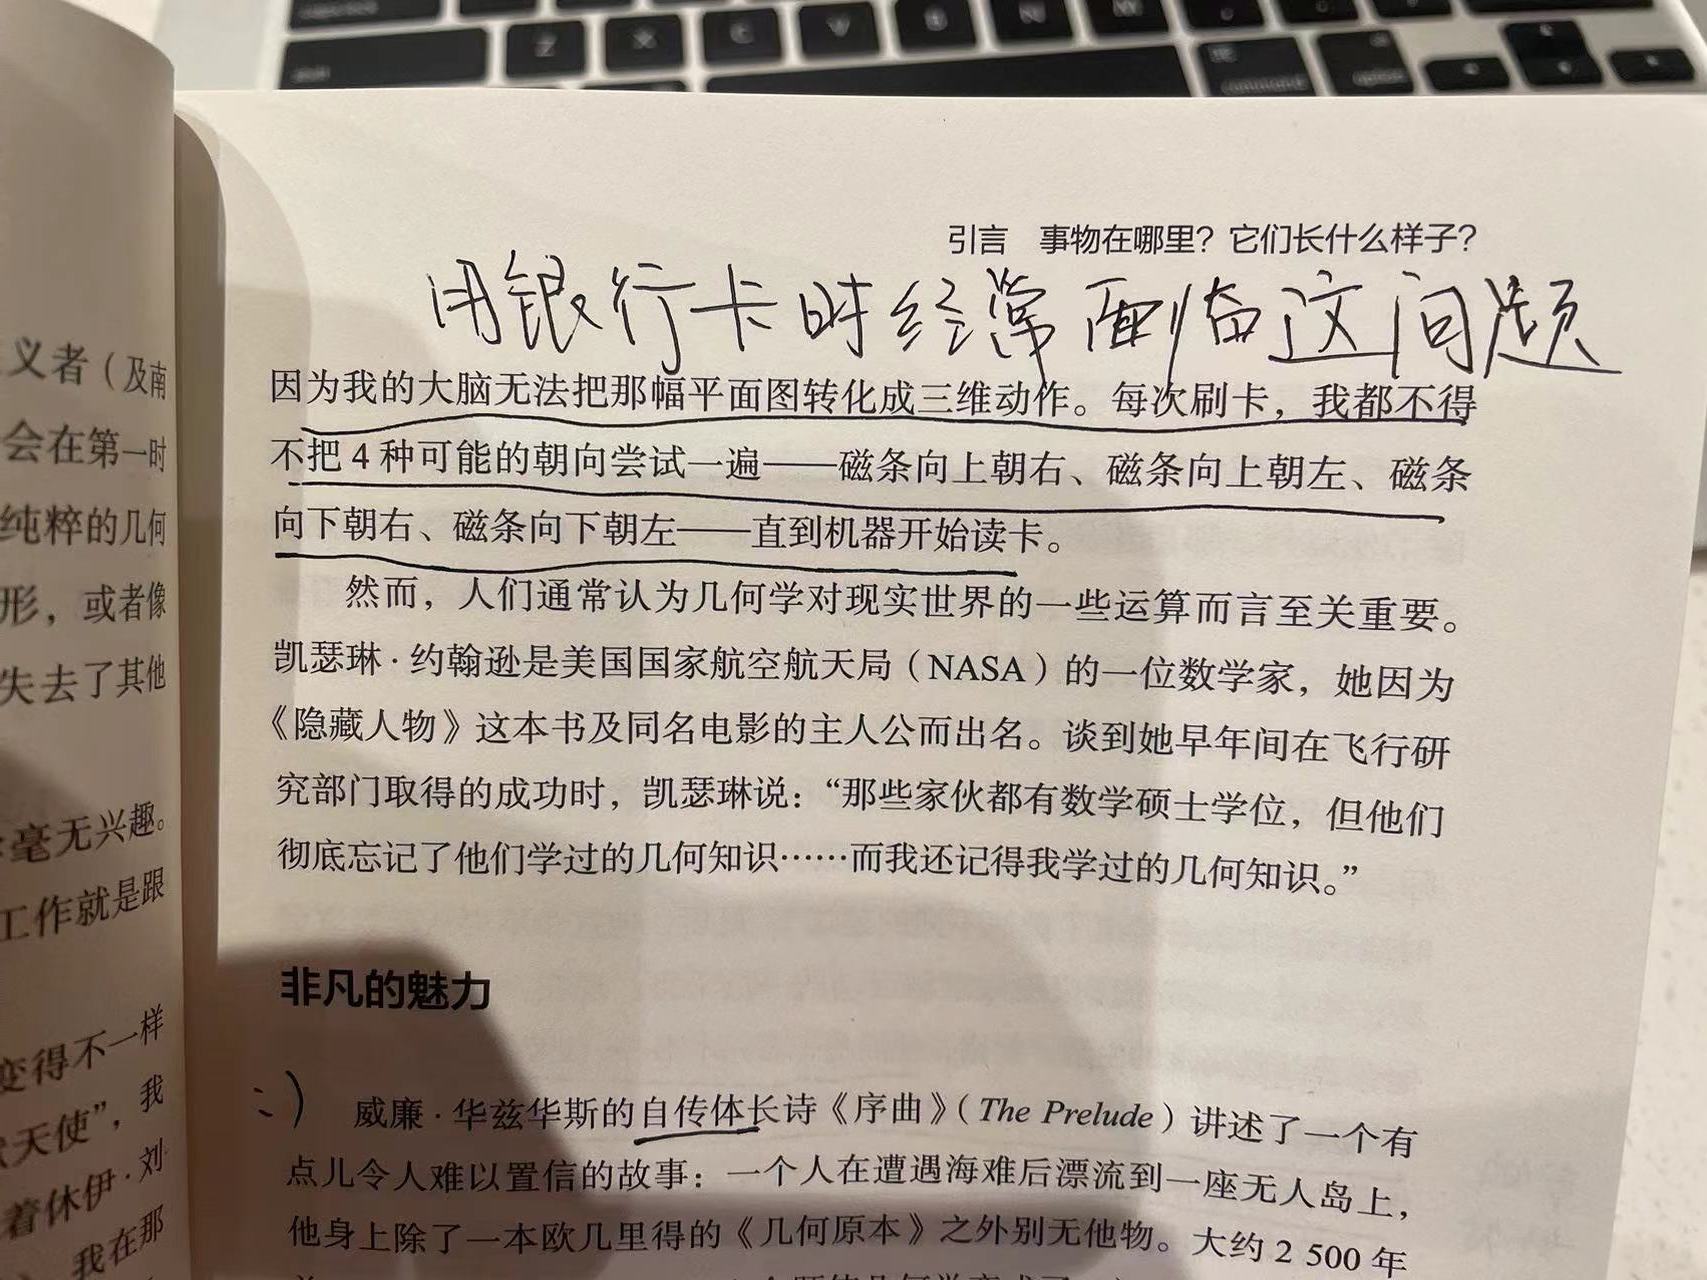 Z X C V B N M
command option
引言 事物在哪里？它们长什么样子？
用银行卡时经常面临这问题
因为我的大脑无法把那幅平面图转化成三维动作。每次刷卡，我都不得
不把4种可能的朝向尝试一遍——磁条向上朝右、磁条向上朝左、磁条
向下朝右、磁条向下朝左——直到机器开始读卡。
然而，人们通常认为几何学对现实世界的一些运算而言至关重要。
凯瑟琳·约翰逊是美国国家航空航天局（NASA）的一位数学家，她因为
《隐藏人物》这本书及同名电影的主人公而出名。谈到她早年间在飞行研
究部门取得的成功时，凯瑟琳说：“那些家伙都有数学硕士学位，但他们
彻底忘记了他们学过的几何知识……而我还记得我学过的几何知识。”
非凡的魅力
:)
威廉·华兹华斯的自传体长诗《序曲》（The Prelude）讲述了一个有
点儿令人难以置信的故事：一个人在遭遇海难后漂流到一座无人岛上，
他身上除了一本欧几里得的《几何原本》之外别无他物。大约2 500年
义者（及南
会在第一时
纯粹的几何
形，或者像
失去了其他
毫无兴趣。
工作就是跟
变得不一样
天使”，我
着休伊·刘
我在那